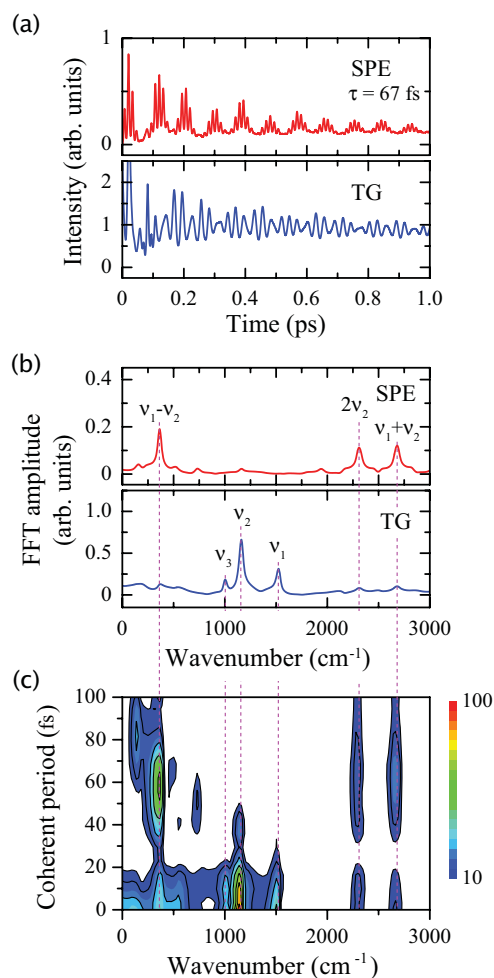 (a)
1
SPE
τ = 67 fs
0
TG
2
1
0
Intensity (arb. units)
0 0.2 0.4 0.6 0.8 1.0
Time (ps)
(b)
0.4
SPE
ν1-ν2
2ν2
ν1+ν2
0.2
0.0
TG
1.0
ν2
0.5
ν3
ν1
0.0
FFT amplitude
(arb. units)
0 1000 2000 3000
Wavenumber (cm-1)
(c)
100
80
60
40
20
0
Coherent period (fs)
100
10
0 1000 2000 3000
Wavenumber (cm-1)